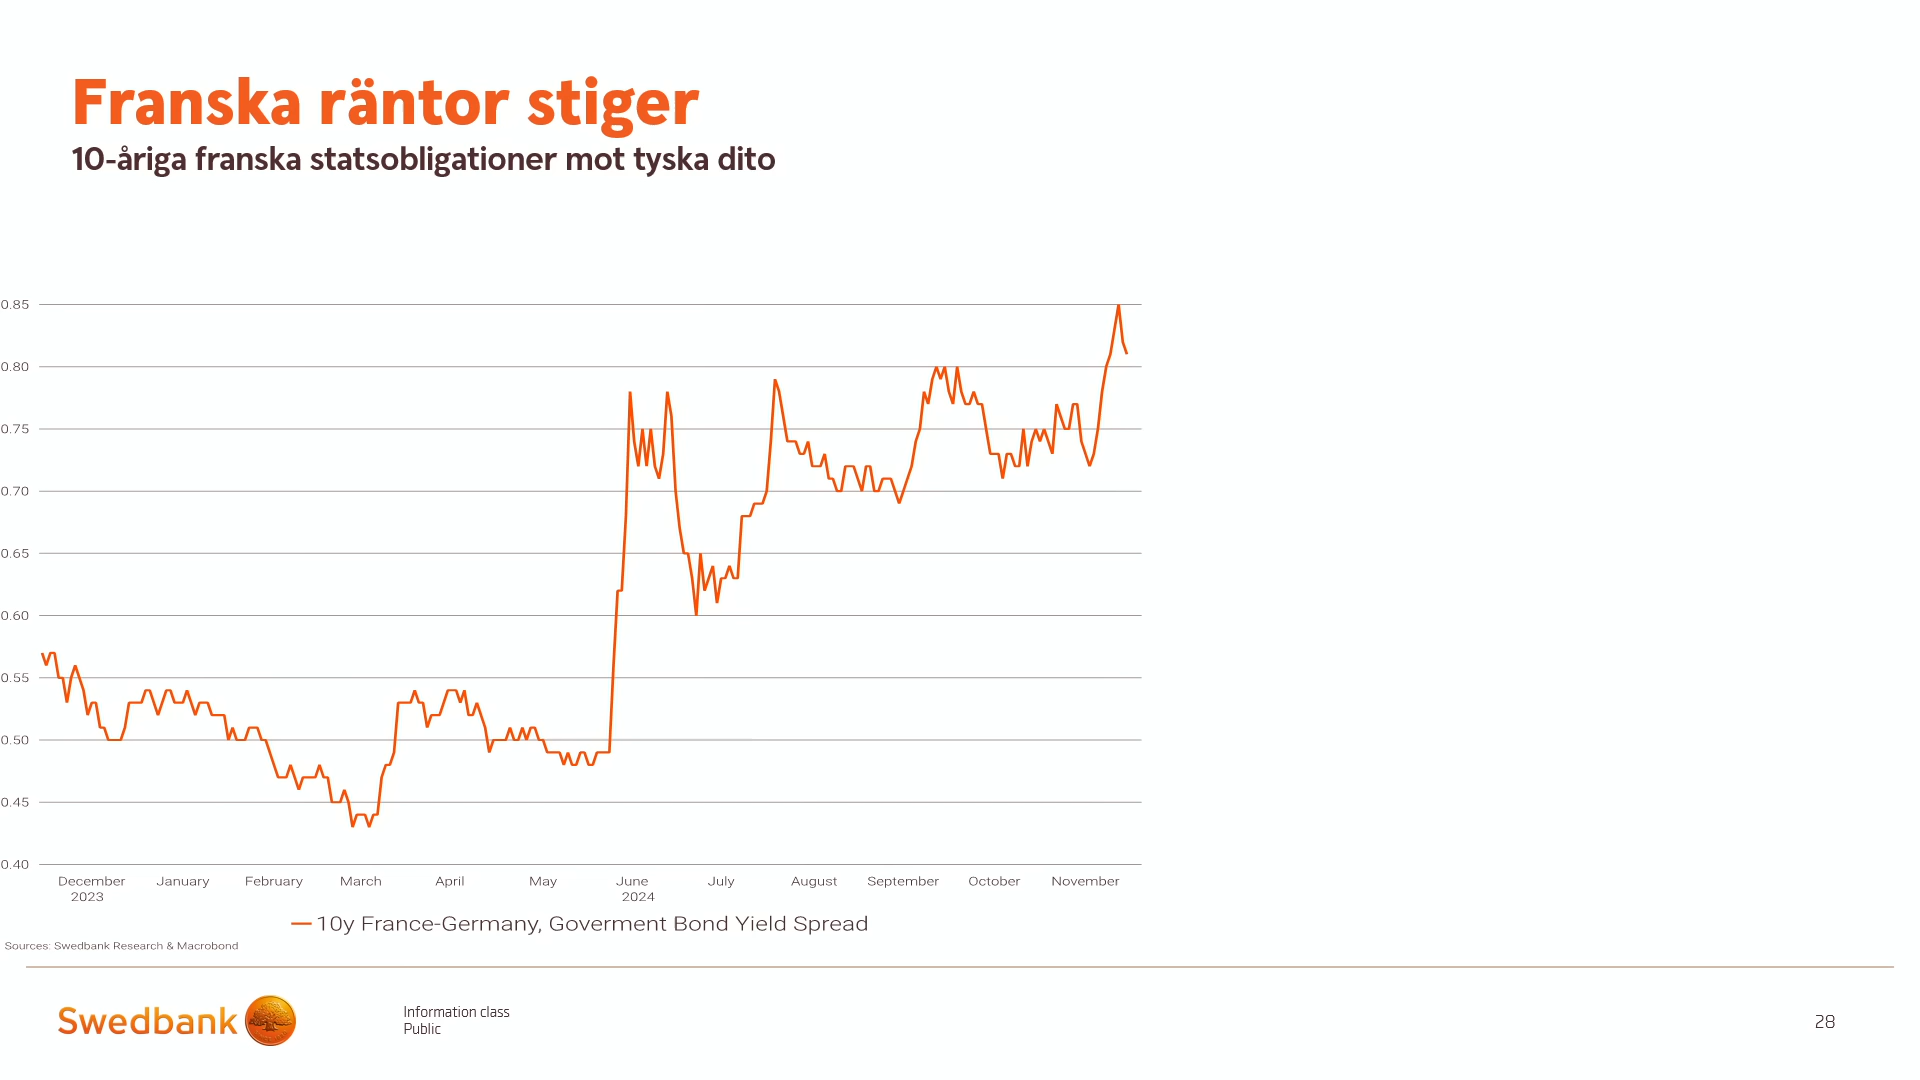 Franska räntor stiger
10-åriga franska statsobligationer mot tyska dito
0.85
0.80
0.75
0.70
0.65
0.60
0.55
0.50
0.45
0.40
December January February March April May June July August September October November
2023 2024
10y France-Germany, Goverment Bond Yield Spread
Sources: Swedbank Research & Macrobond
Swedbank
Information class
Public
28